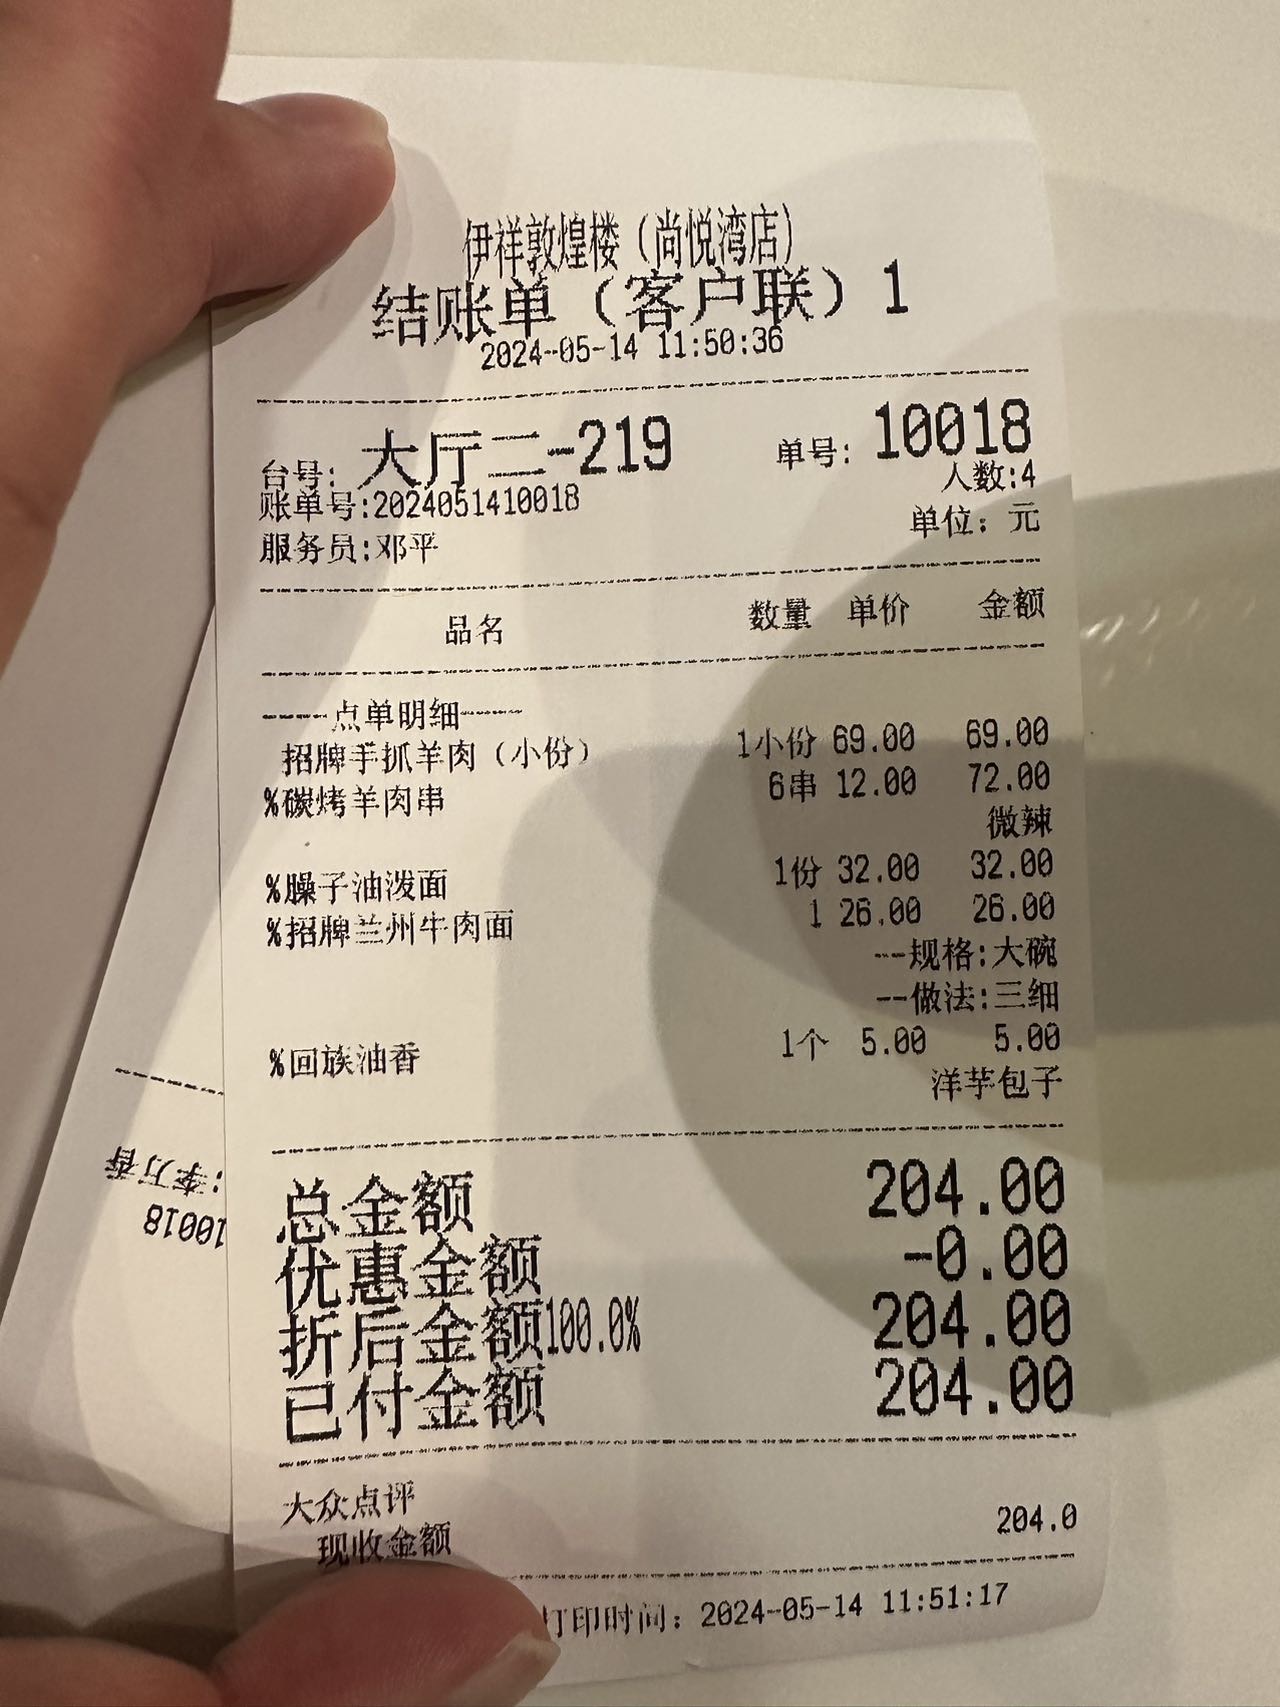 伊祥敦煌楼（尚悦湾店）
结账单（客户联）1
2024-05-14 11:50:36
台号: 大厅二-219 单号: 10018
人数:4
账单号:2024051410018
单位: 元
服务员:邓平
品名 数量 单价 金额
----点单明细----
招牌手抓羊肉（小份） 1小份 69.00 69.00
%碳烤羊肉串 6串 12.00 72.00
微辣
%臊子油泼面 1份 32.00 32.00
%招牌兰州牛肉面 1 26.00 26.00
--规格:大碗
--做法:三细
%回族油香 1个 5.00 5.00
洋芋包子
总金额 204.00
优惠金额 -0.00
折后金额100.0% 204.00
已付金额 204.00
大众点评
现收金额 204.0
打印时间: 2024-05-14 11:51:17
:李万香
10018